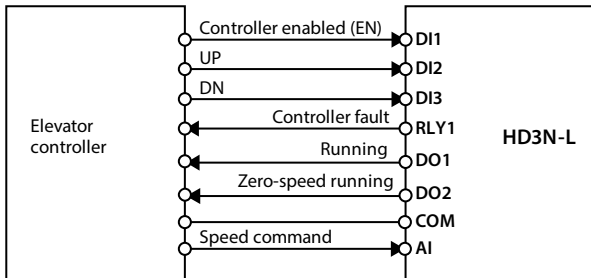 Controller enabled (EN)
DI1
UP
DI2
DN
DI3
Controller fault
RLY1
Elevator
controller
HD3N-L
Running
DO1
Zero-speed running
DO2
COM
Speed command
AI